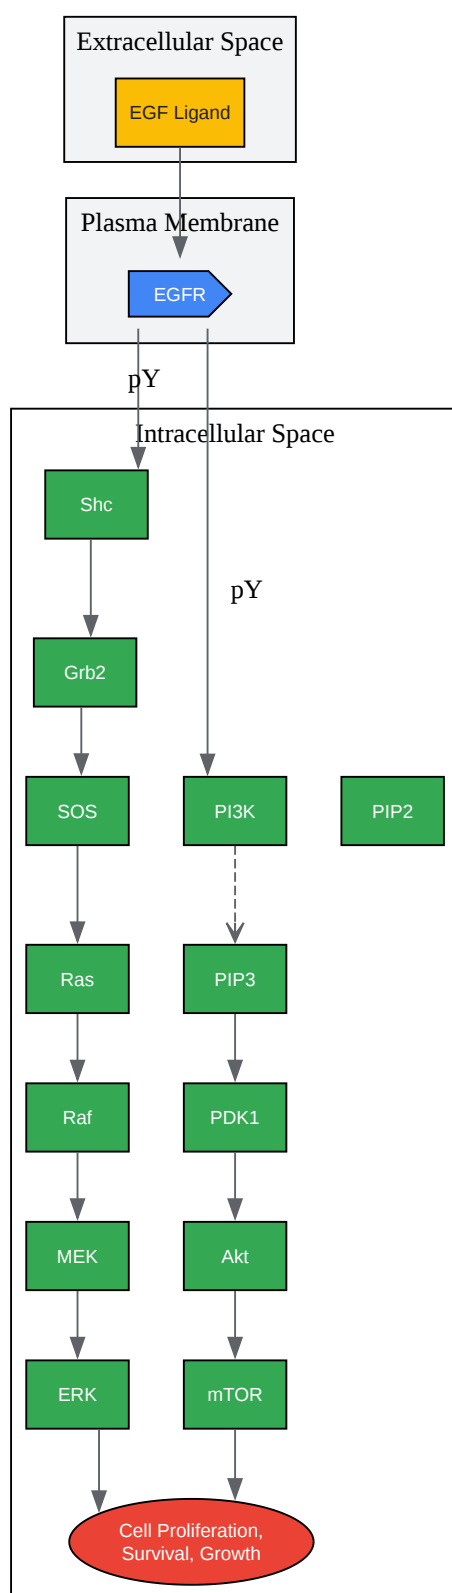 Extracellular Space
EGF Ligand
Plasma Membrane
EGFR
pY
Intracellular Space
Shc
pY
Grb2
SOS
PI3K
PIP2
Ras
PIP3
Raf
PDK1
MEK
Akt
ERK
mTOR
Cell Proliferation,
Survival, Growth